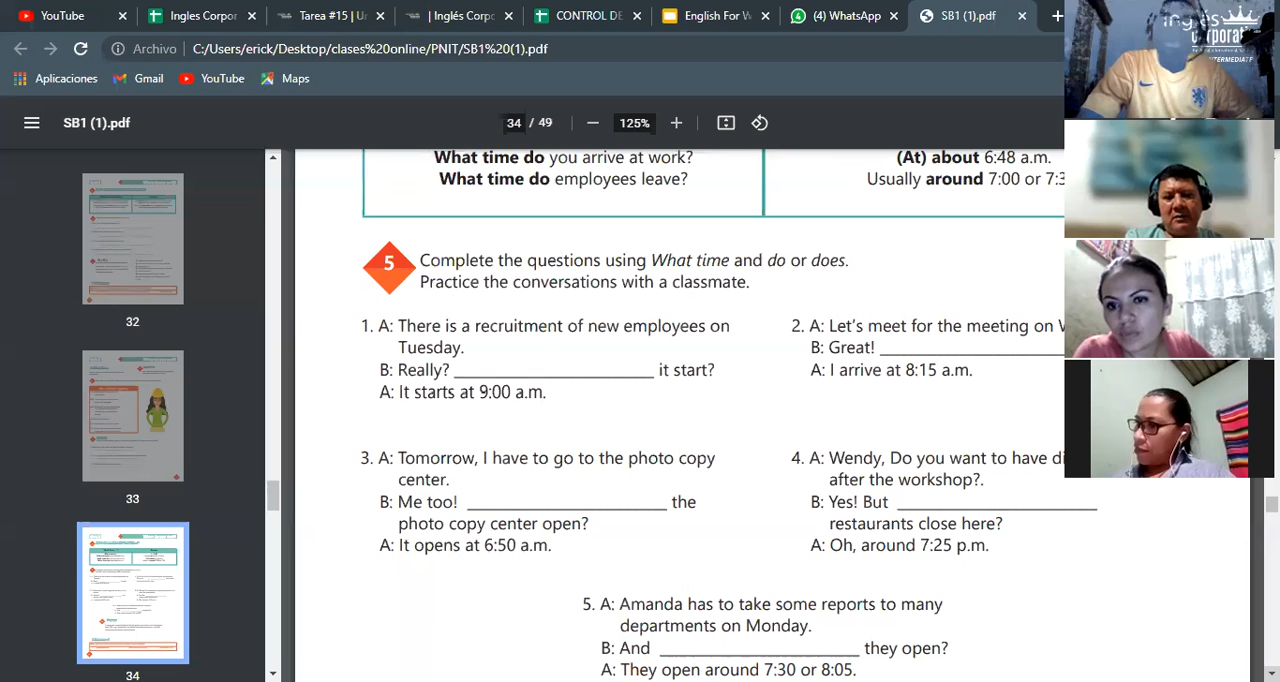 YouTube
Ingles Corpor
Tarea #15 | U
| Inglés Corpo
CONTROL DE
English For W
(4) WhatsApp
SB1 (1).pdf
Archivo
C:/Users/erick/Desktop/clases%20online/PNIT/SB1%20(1).pdf
Aplicaciones
Gmail
YouTube
Maps
SB1 (1).pdf
34 / 49
125%
Inglés
Corporat
INTERMEDIATE
32
33
34
What time do you arrive at work?
What time do employees leave?
(At) about 6:48 a.m.
Usually around 7:00 or 7:3
5
Complete the questions using What time and do or does.
Practice the conversations with a classmate.
1. A: There is a recruitment of new employees on
Tuesday.
B: Really? ______________________ it start?
A: It starts at 9:00 a.m.
2. A: Let's meet for the meeting on
B: Great! ______________________
A: I arrive at 8:15 a.m.
3. A: Tomorrow, I have to go to the photo copy
center.
B: Me too! ______________________ the
photo copy center open?
A: It opens at 6:50 a.m.
4. A: Wendy, Do you want to have di
after the workshop?.
B: Yes! But ______________________
restaurants close here?
A: Oh, around 7:25 p.m.
5. A: Amanda has to take some reports to many
departments on Monday.
B: And ______________________ they open?
A: They open around 7:30 or 8:05.